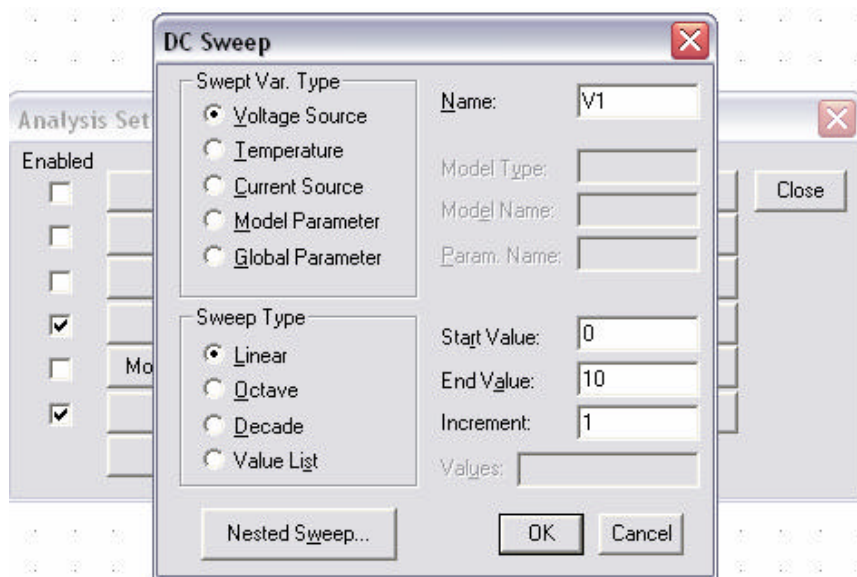 DC Sweep
Analysis Set
Enabled
Mo
Close
Swept Var. Type
Voltage Source
Temperature
Current Source
Model Parameter
Global Parameter
Name: V1
Model Type:
Model Name:
Param. Name:
Sweep Type
Linear
Octave
Decade
Value List
Start Value: 0
End Value: 10
Increment: 1
Values:
Nested Sweep...
OK
Cancel